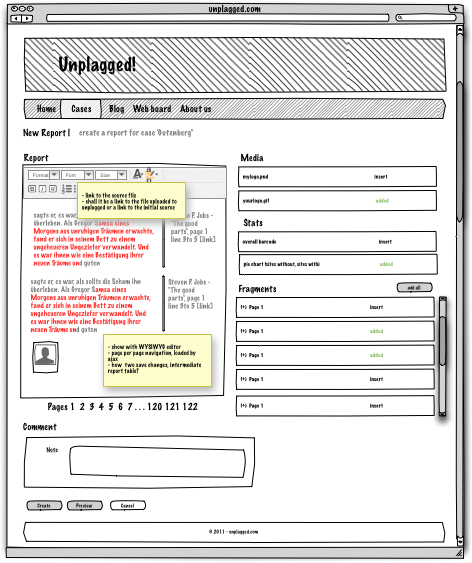 unplagged.com
Unplagged!
Home Cases Blog Web board About us
New Report | create a report for case "Gutenberg"
Report
Format Font Size A
B I U
- link to the source file
- shall it be a link to the file uploaded to
unplagged or a link to the initial source
sagte er, es war,
überleben. Als Gregor Samsa eines
Morgens aus unruhigen Träumen erwachte,
fand er sich in seinem Bett zu einem
ungeheueren Ungeziefer verwandelt. Und
es war ihnen wie eine Bestätigung ihrer
neuen Träume und guten
Steven P. Jobs -
"The good
parts", page 1
line 3to 5 [link]
sagte er, es war, als sollte die Scham ihn
überleben. Als Gregor Samsa eines
Morgens aus unruhigen Träumen erwachte,
fand er sich in seinem Bett zu einem
ungeheueren Ungeziefer verwandelt. Und
es war ihnen wie eine Bestätigung ihrer
neuen Träume und
Steven P. Jobs -
"The good
parts", page 1
line 3to 5 [link]
- show with WYSIWYG editor
- page per page navigation, loaded by
ajax
- how two save changes, intermediate
report table?
Pages 1 2 3 4 5 6 7 ... 120 121 122
Media
mylogo.psd insert
yourlogo.gif added
Stats
overall barcode insert
pie chart (sites without, sites with) added
Fragments add all
(+) Page 1 insert
(+) Page 1 added
(+) Page 1 added
(+) Page 1 insert
(+) Page 1 insert
Comment
Note
Create Preview Cancel
© 2011 - unplagged.com